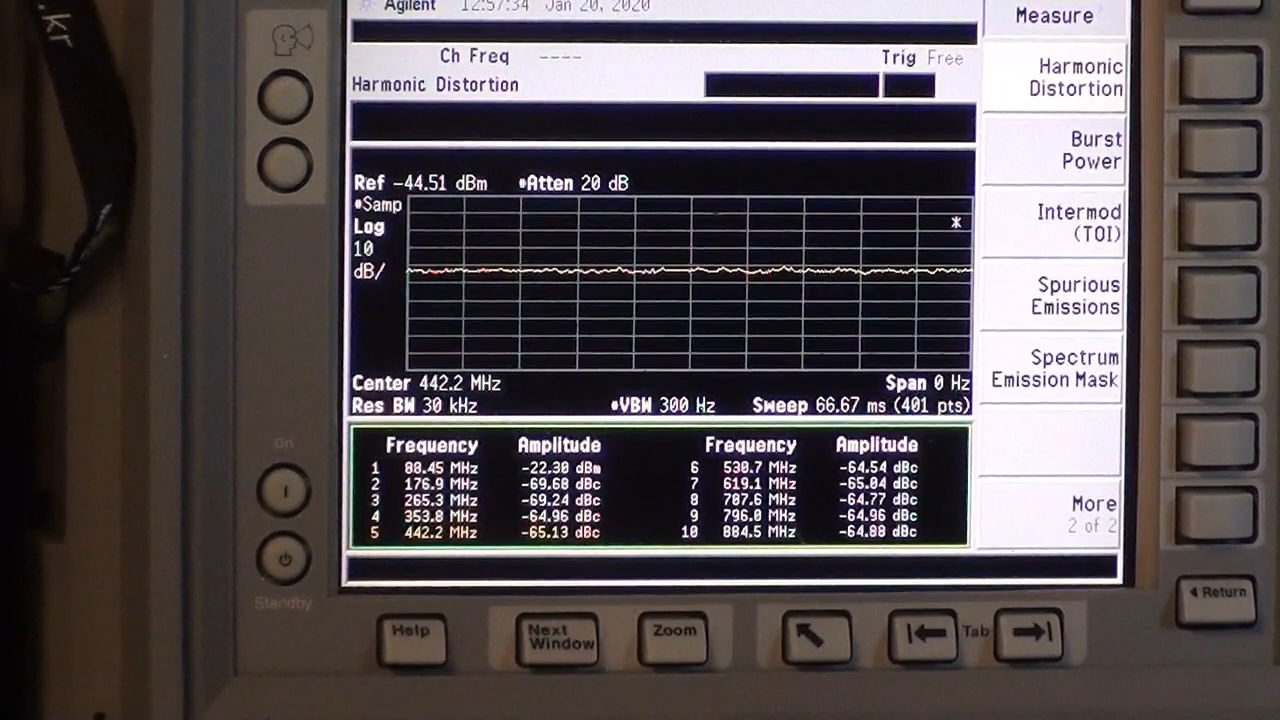 .kr
Agilent 12:57:34 Jan 20, 2020
Measure
Ch Freq ---- Trig Free
Harmonic Distortion
Harmonic
Distortion
Burst
Power
Intermod
(TOI)
Spurious
Emissions
Spectrum
Emission Mask
More
2 of 2
Ref -44.51 dBm •Atten 20 dB
•Samp
Log
10
dB/
*
Center 442.2 MHz Span 0 Hz
Res BW 30 kHz •VBW 300 Hz Sweep 66.67 ms (401 pts)
Frequency Amplitude Frequency Amplitude
1 88.45 MHz -22.30 dBm 6 530.7 MHz -64.54 dBc
2 176.9 MHz -69.60 dBc 7 619.1 MHz -65.04 dBc
3 265.3 MHz -69.24 dBc 8 707.6 MHz -64.77 dBc
4 353.8 MHz -64.96 dBc 9 796.0 MHz -64.96 dBc
5 442.2 MHz -65.13 dBc 10 884.5 MHz -64.88 dBc
On
Standby
Return
Help
Next
Window
Zoom
Tab